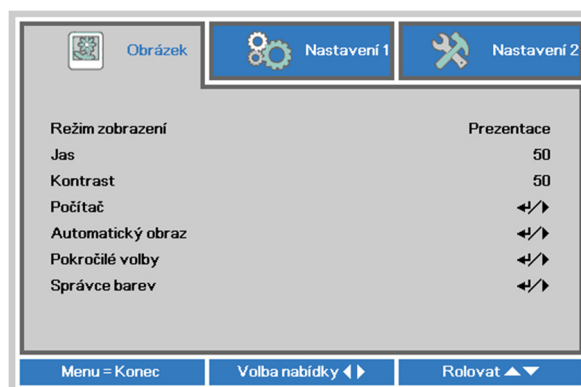 Obrázek Nastavení 1 Nastavení 2
Režim zobrazení Prezentace
Jas 50
Kontrast 50
Počítač
Automatický obraz
Pokročilé volby
Správce barev
Menu = Konec Volba nabídky Rolovat